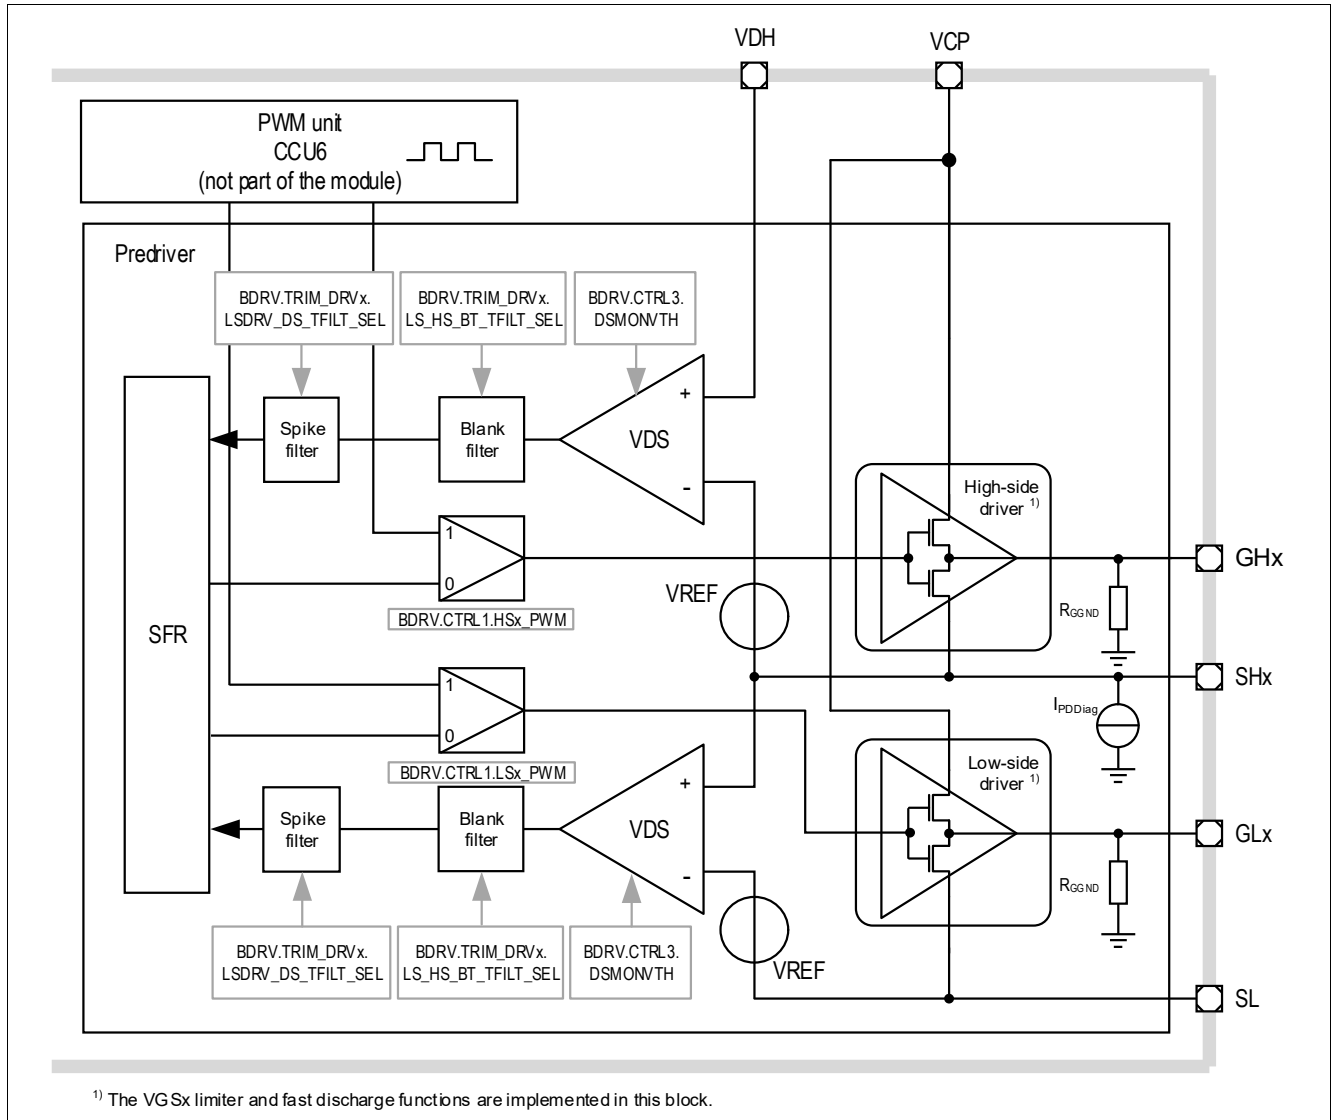 VDH
VCP
PWM unit
CCU6
(not part of the module)
Predriver
BDRV.TRIM_DRVx.
LSDRV_DS_TFILT_SEL
BDRV.TRIM_DRVx.
LS_HS_BT_TFILT_SEL
BDRV.CTRL3.
DSMONVTH
+
VDS
-
Spike
filter
Blank
filter
High-side
driver 1)
GHx
1
0
BDRV.CTRL1.HSx_PWM
VREF
RGGND
SFR
SHx
1
0
BDRV.CTRL1.LSx_PWM
IPDDiag
Low-side
driver 1)
+
VDS
-
Spike
filter
Blank
filter
GLx
RGGND
BDRV.TRIM_DRVx.
LSDRV_DS_TFILT_SEL
BDRV.TRIM_DRVx.
LS_HS_BT_TFILT_SEL
BDRV.CTRL3.
DSMONVTH
VREF
SL
1) The VGSx limiter and fast discharge functions are implemented in this block.